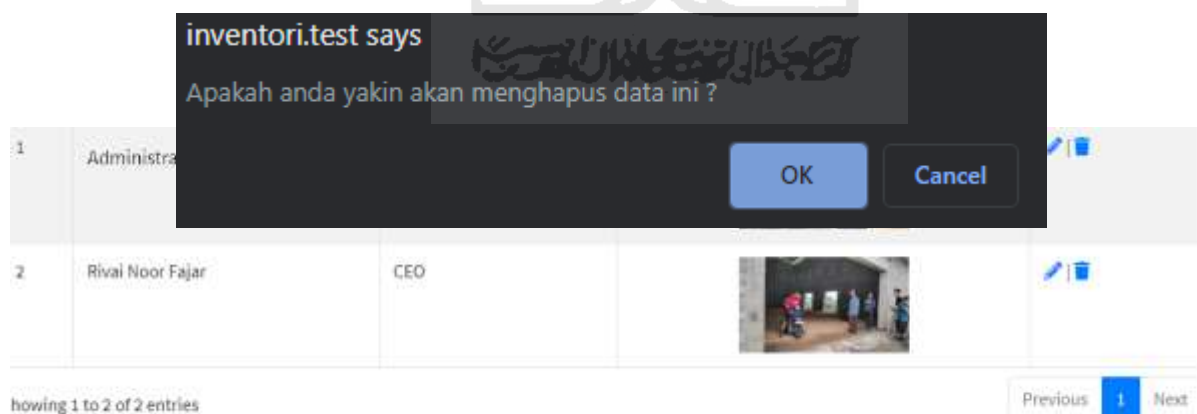 inventori.test says
Apakah anda yakin akan menghapus data ini ?
OK Cancel
1 Administra
2 Rivai Noor Fajar CEO
howing 1 to 2 of 2 entries
Previous 1 Next